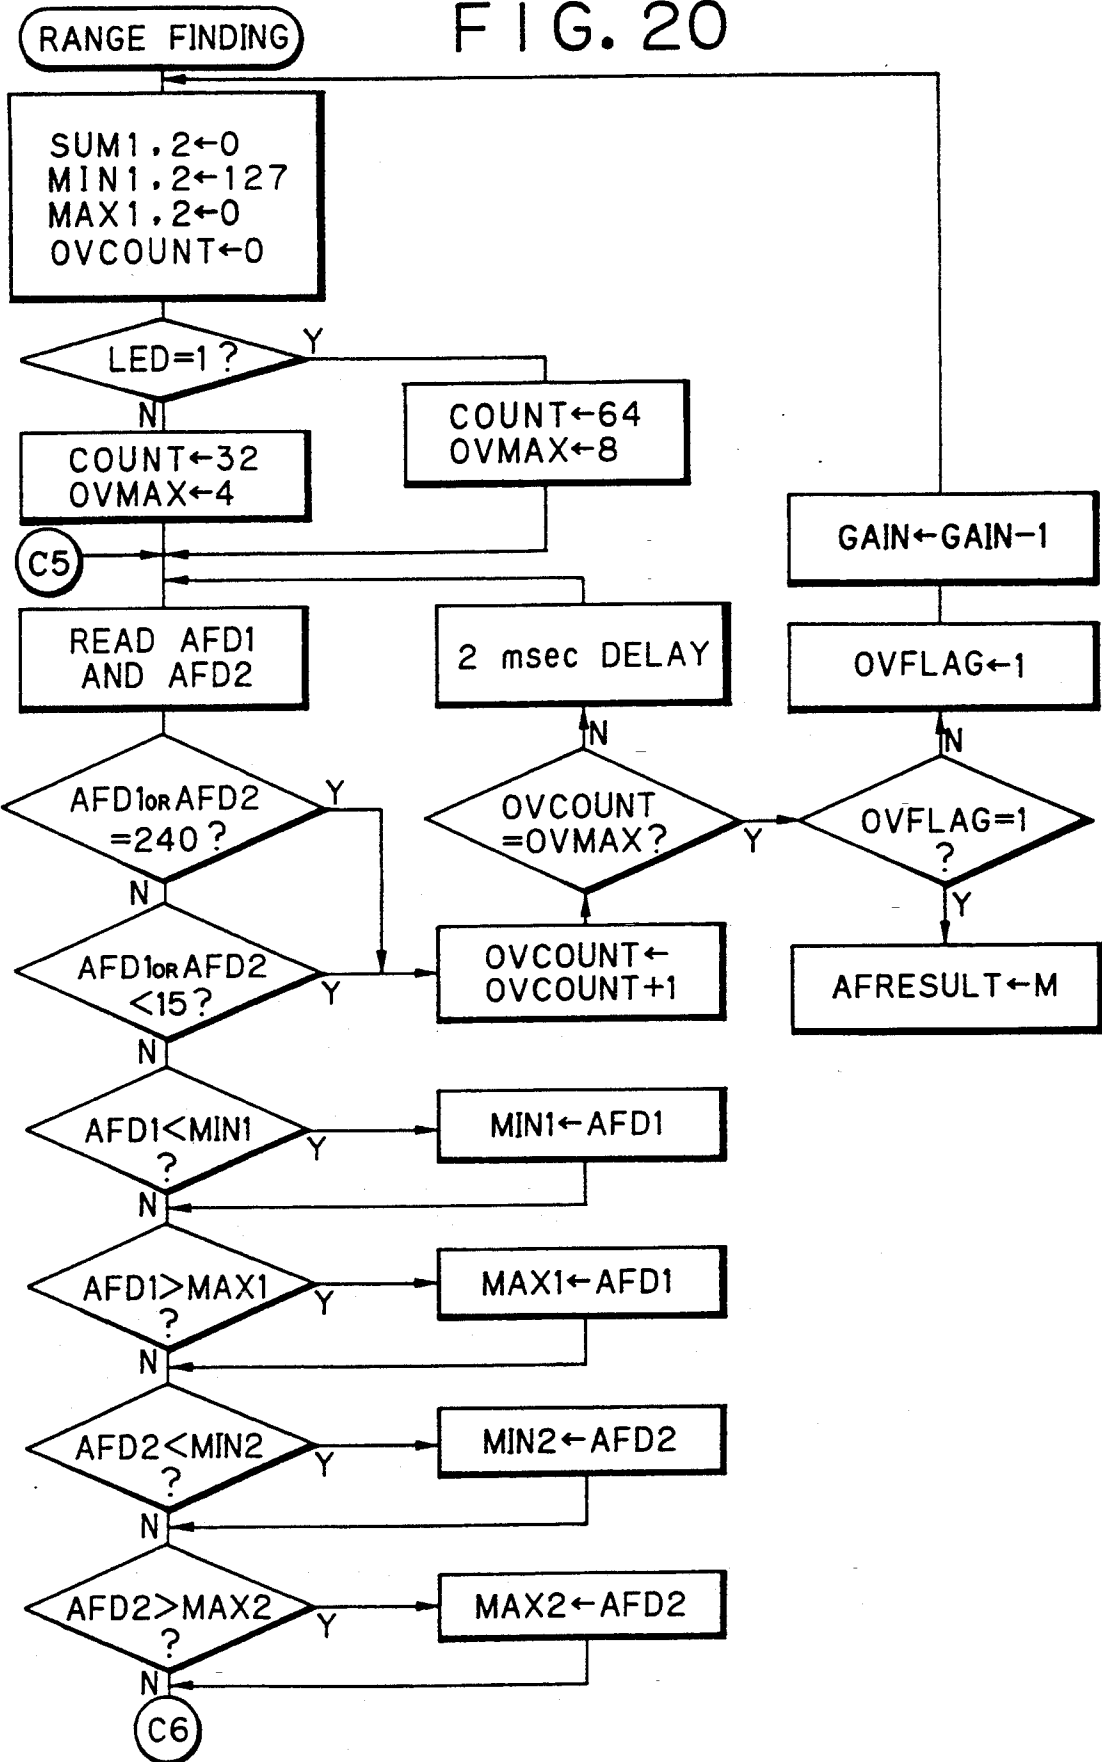 FIG. 20
RANGE FINDING
SUM1,2←0
MIN1,2←127
MAX1,2←0
OVCOUNT←0
LED=1?
Y
N
COUNT←64
OVMAX←8
COUNT←32
OVMAX←4
C5
GAIN←GAIN-1
READ AFD1
AND AFD2
2 msec DELAY
OVFLAG←1
N
N
AFD1 OR AFD2
=240?
Y
N
OVCOUNT
=OVMAX?
Y
OVFLAG=1
?
Y
AFD1 OR AFD2
<15?
Y
N
OVCOUNT←
OVCOUNT+1
AFRESULT←M
AFD1<MIN1
?
Y
N
MIN1←AFD1
AFD1>MAX1
?
Y
N
MAX1←AFD1
AFD2<MIN2
?
Y
N
MIN2←AFD2
AFD2>MAX2
?
Y
N
MAX2←AFD2
C6